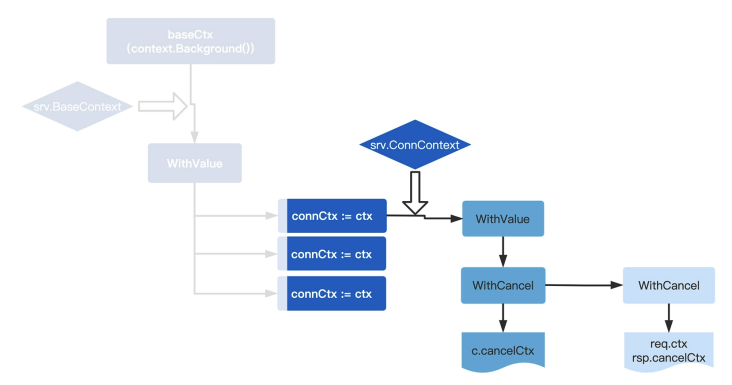 baseCtx
(context.Background())
srv.BaseContext
WithValue
srv.ConnContext
connCtx := ctx
connCtx := ctx
connCtx := ctx
WithValue
WithCancel
WithCancel
c.cancelCtx
req.ctx
rsp.cancelCtx